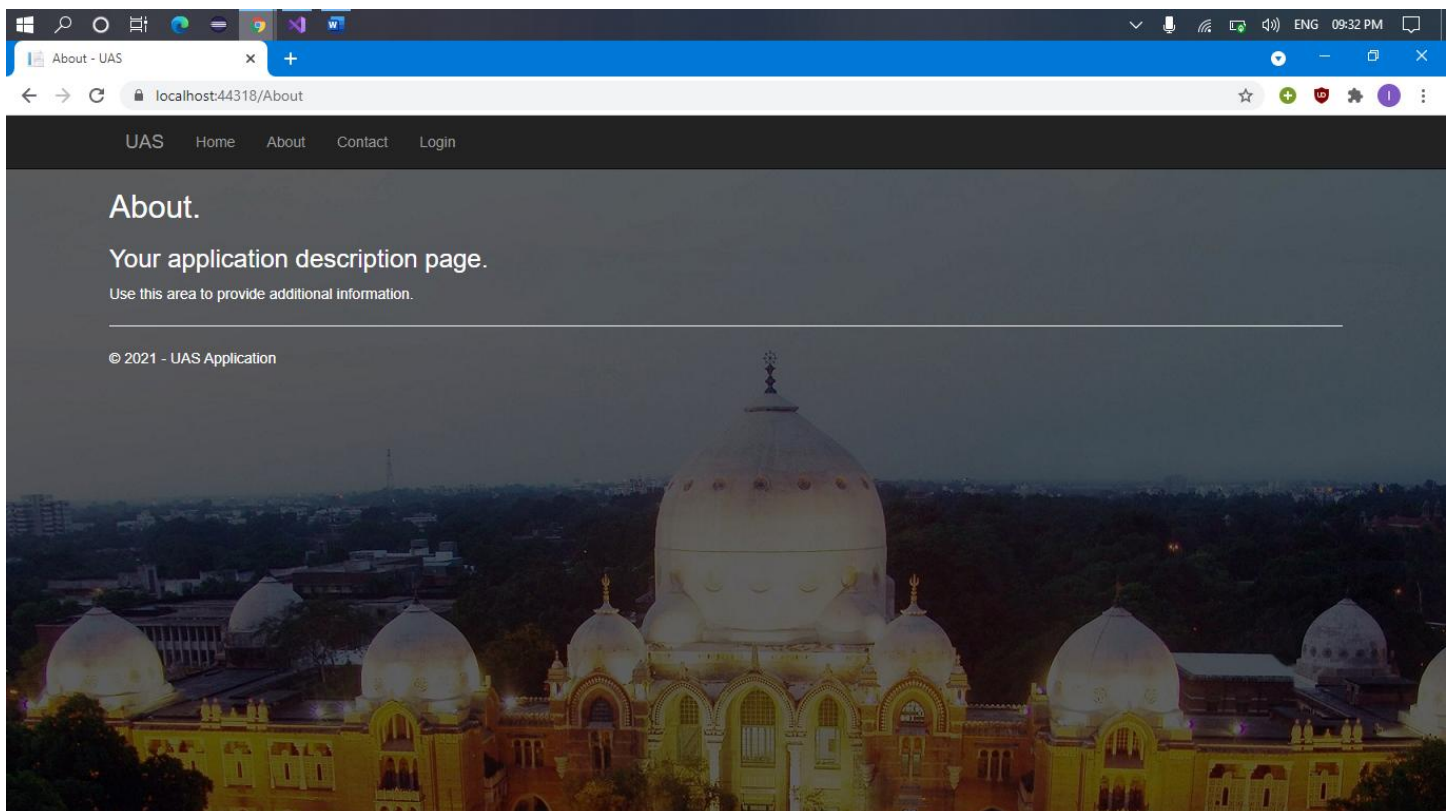 ENG 09:32 PM
About - UAS
localhost:44318/About
UAS Home About Contact Login
About.
Your application description page.
Use this area to provide additional information.
© 2021 - UAS Application